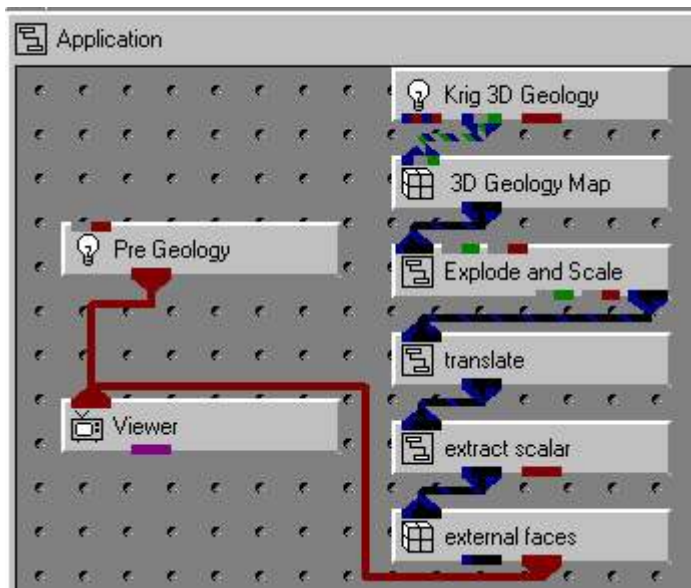 Application
Krig 3D Geology
3D Geology Map
Pre Geology
Explode and Scale
translate
Viewer
extract scalar
external faces